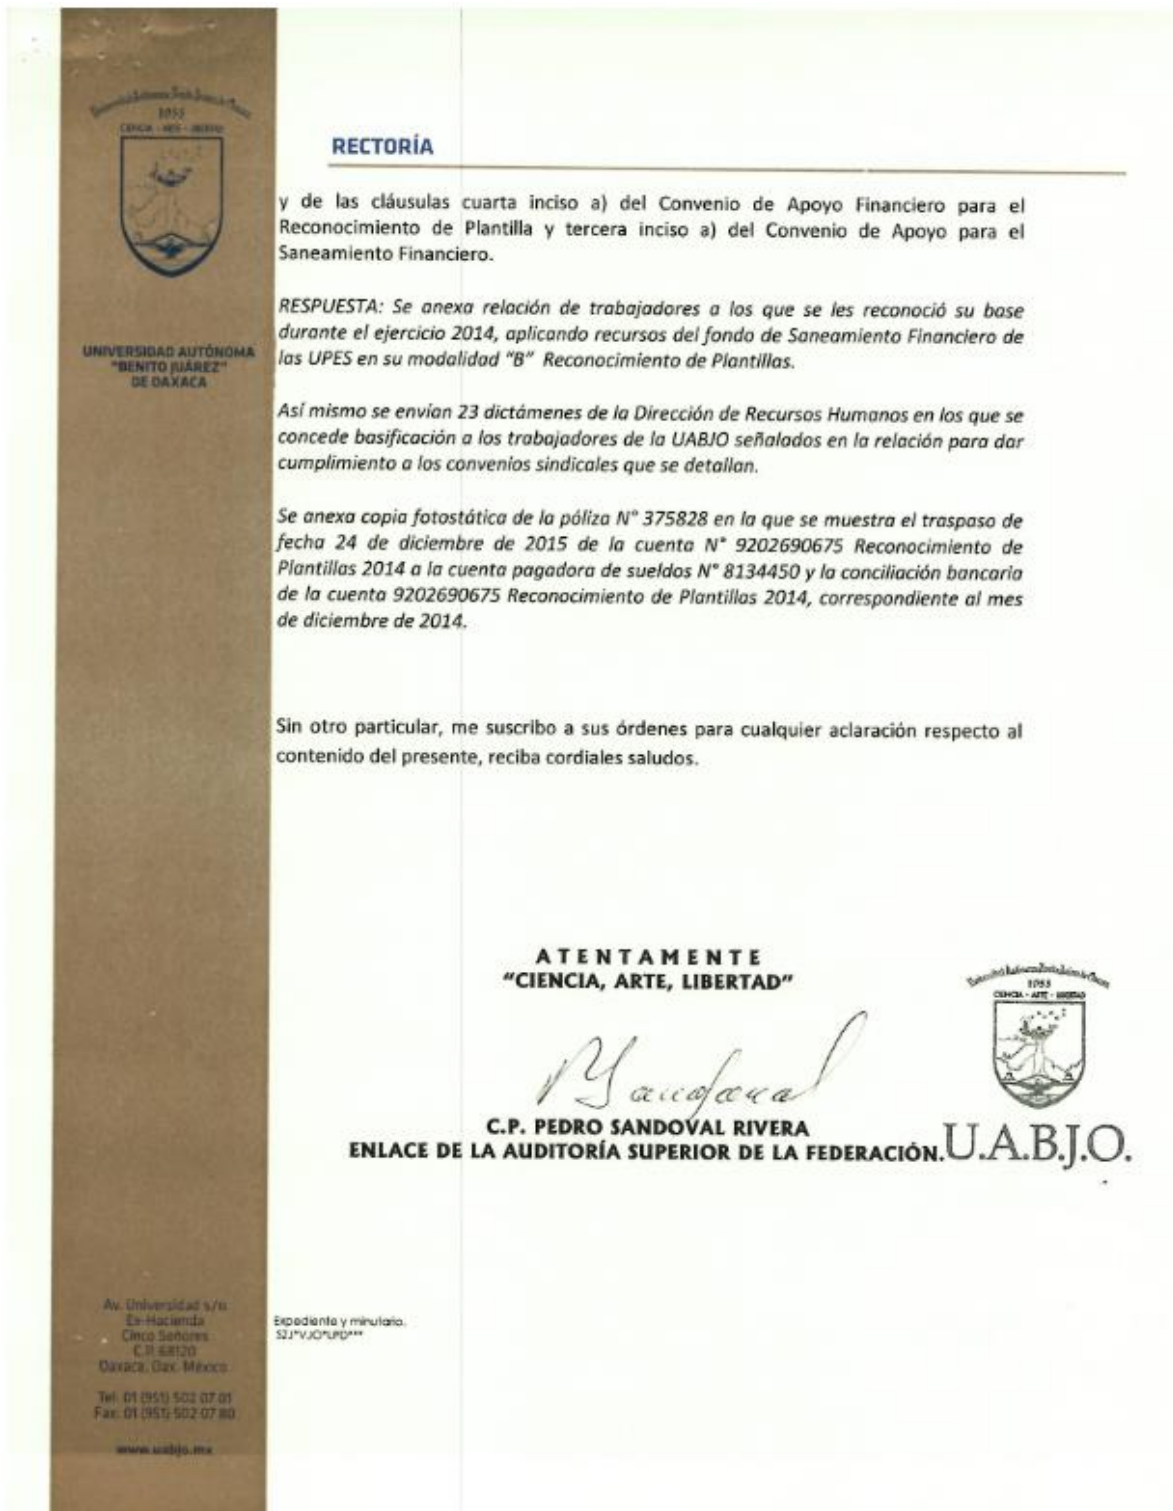 1955
CIENCIA - ARTE - LIBERTAD
UNIVERSIDAD AUTÓNOMA
"BENITO JUÁREZ"
DE OAXACA
RECTORÍA
y de las cláusulas cuarta inciso a) del Convenio de Apoyo Financiero para el
Reconocimiento de Plantilla y tercera inciso a) del Convenio de Apoyo para el
Saneamiento Financiero.
RESPUESTA: Se anexa relación de trabajadores a los que se les reconoció su base
durante el ejercicio 2014, aplicando recursos del fondo de Saneamiento Financiero de
las UPES en su modalidad "B" Reconocimiento de Plantillas.
Así mismo se envían 23 dictámenes de la Dirección de Recursos Humanos en los que se
concede basificación a los trabajadores de la UABJO señalados en la relación para dar
cumplimiento a los convenios sindicales que se detallan.
Se anexa copia fotostática de la póliza N° 375828 en la que se muestra el traspaso de
fecha 24 de diciembre de 2015 de la cuenta N° 9202690675 Reconocimiento de
Plantillas 2014 a la cuenta pagadora de sueldos N° 8134450 y la conciliación bancaria
de la cuenta 9202690675 Reconocimiento de Plantillas 2014, correspondiente al mes
de diciembre de 2014.
Sin otro particular, me suscribo a sus órdenes para cualquier aclaración respecto al
contenido del presente, reciba cordiales saludos.
ATENTAMENTE
"CIENCIA, ARTE, LIBERTAD"
1955
CIENCIA - ARTE - LIBERTAD
C.P. PEDRO SANDOVAL RIVERA
ENLACE DE LA AUDITORÍA SUPERIOR DE LA FEDERACIÓN.
U.A.B.J.O.
Av. Universidad s/n
Ex-Hacienda
Cinco Señores
C.P. 68120
Oaxaca, Oax. México
Tel: 01 (951) 502 07 01
Fax: 01 (951) 502 07 80
www.uabjo.mx
Expediente y minutario.